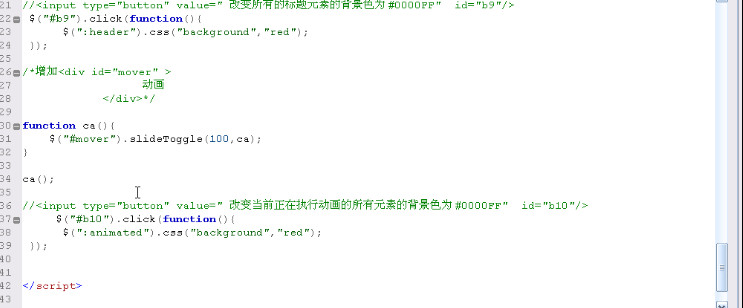 21 //<input type="button" value=" 改变所有的标题元素的背景色为 #0000FF"  id="b9"/>
22 $("#b9").click(function(){
23 $(":header").css("background","red");
24 });
25
26 /*增加<div id="mover" >
27 动画
28 </div>*/
29
30 function ca(){
31 $("#mover").slideToggle(100,ca);
32 }
33
34 ca();
35
36 //<input type="button" value=" 改变当前正在执行动画的所有元素的背景色为 #0000FF"  id="b10"/>
37 $("#b10").click(function(){
38 $(":animated").css("background","red");
39 });
40
41
42 </script>
43